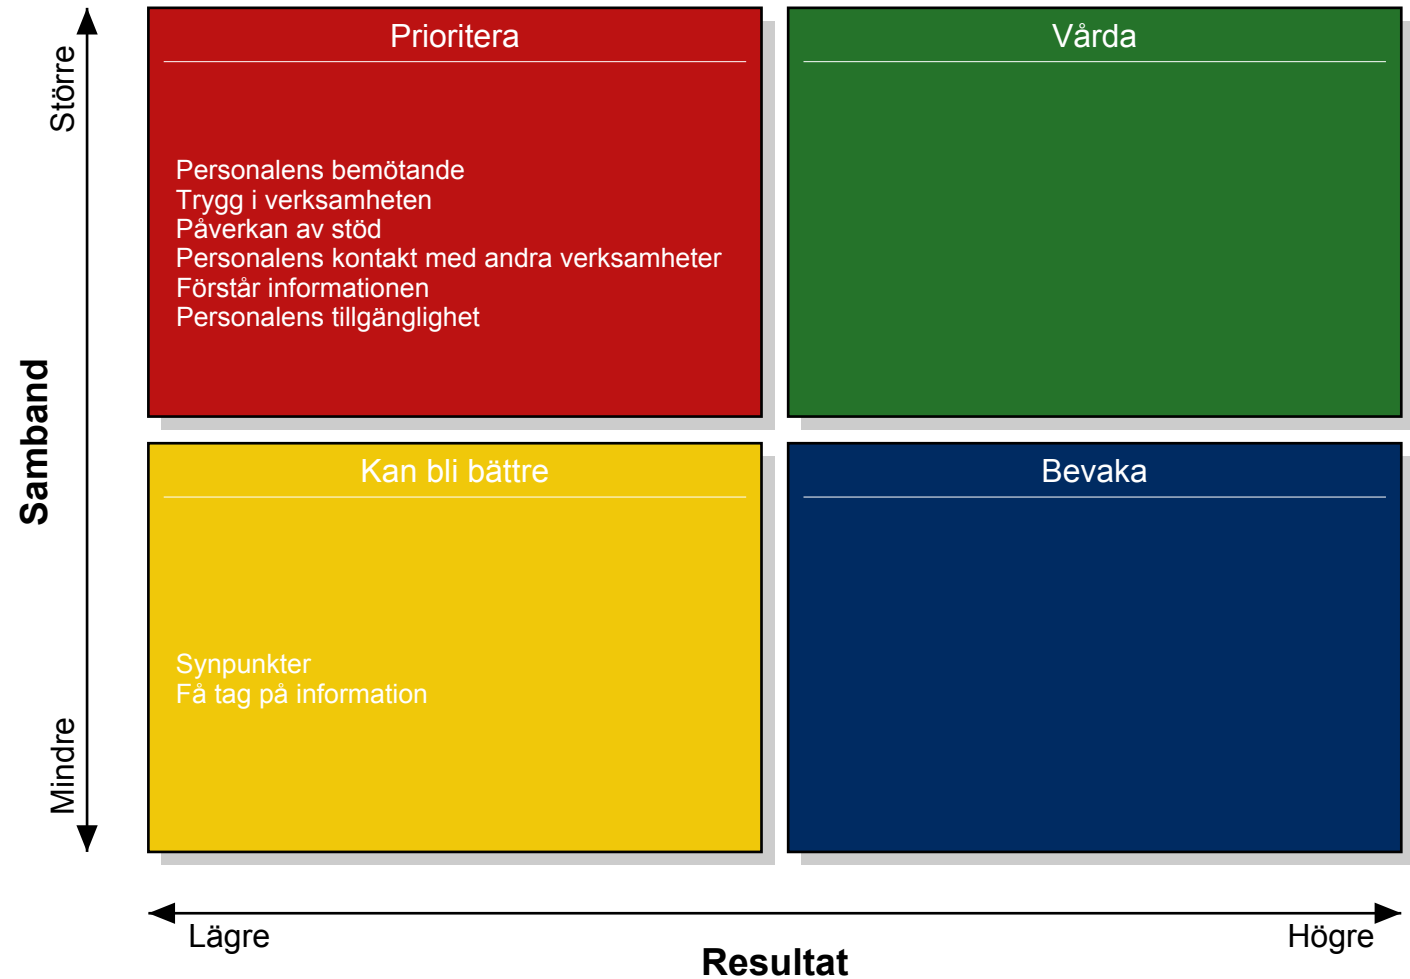 Större
Samband
Mindre
Prioritera
Personalens bemötande
Trygg i verksamheten
Påverkan av stöd
Personalens kontakt med andra verksamheter
Förstår informationen
Personalens tillgänglighet
Vårda
Kan bli bättre
Synpunkter
Få tag på information
Bevaka
Lägre
Högre
Resultat